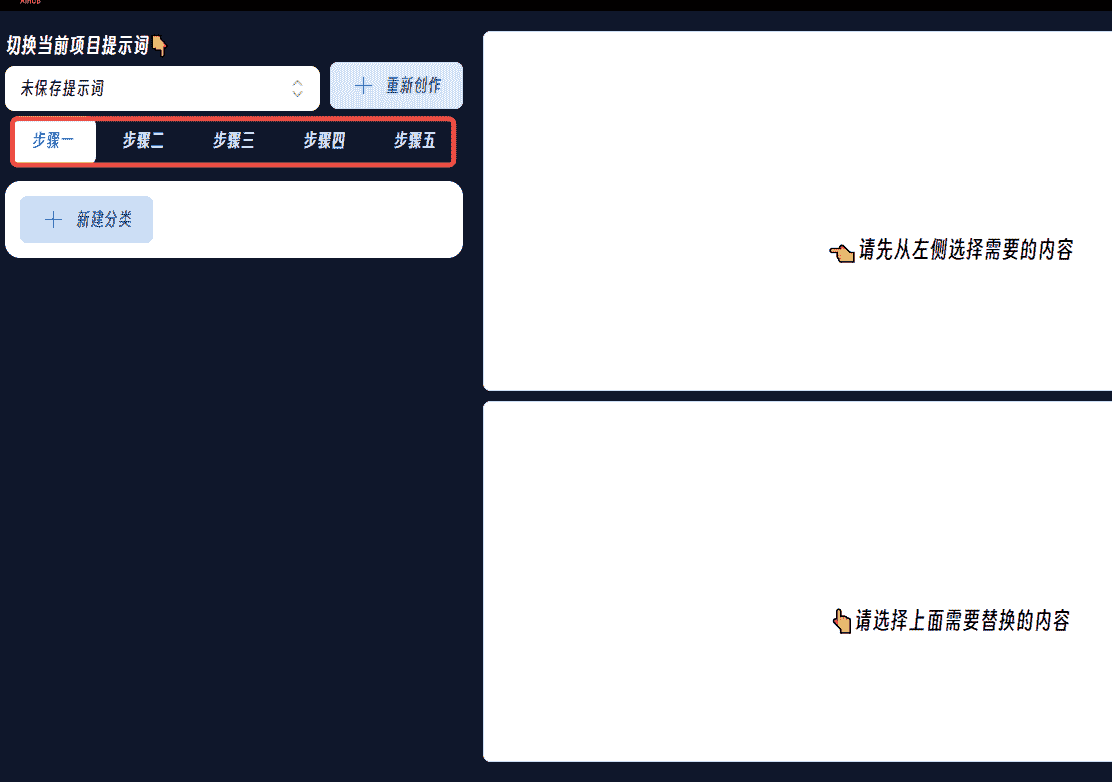 切换当前项目提示词👇
未保存提示词
重新创作
步骤一 步骤二 步骤三 步骤四 步骤五
新建分类
👈请先从左侧选择需要的内容
👆请选择上面需要替换的内容